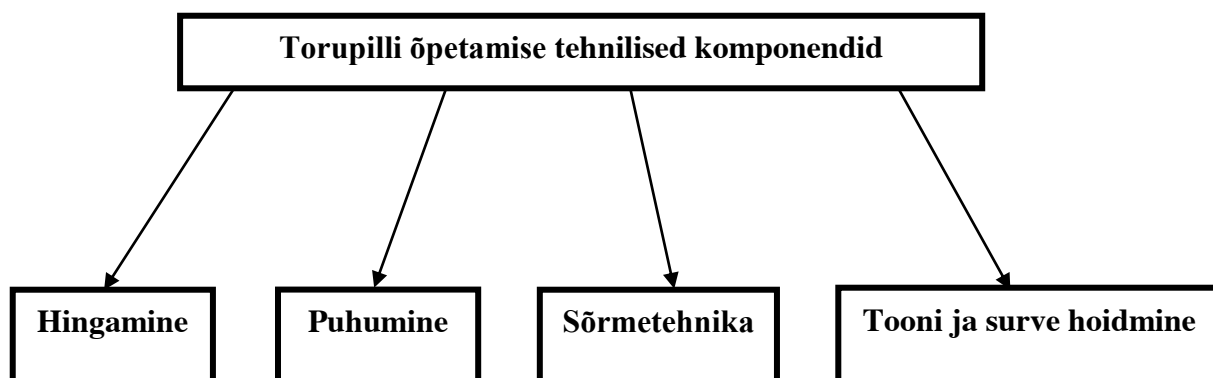 Torupilli õpetamise tehnilised komponendid
Hingamine
Puhumine
Sõrmetehnika
Tooni ja surve hoidmine